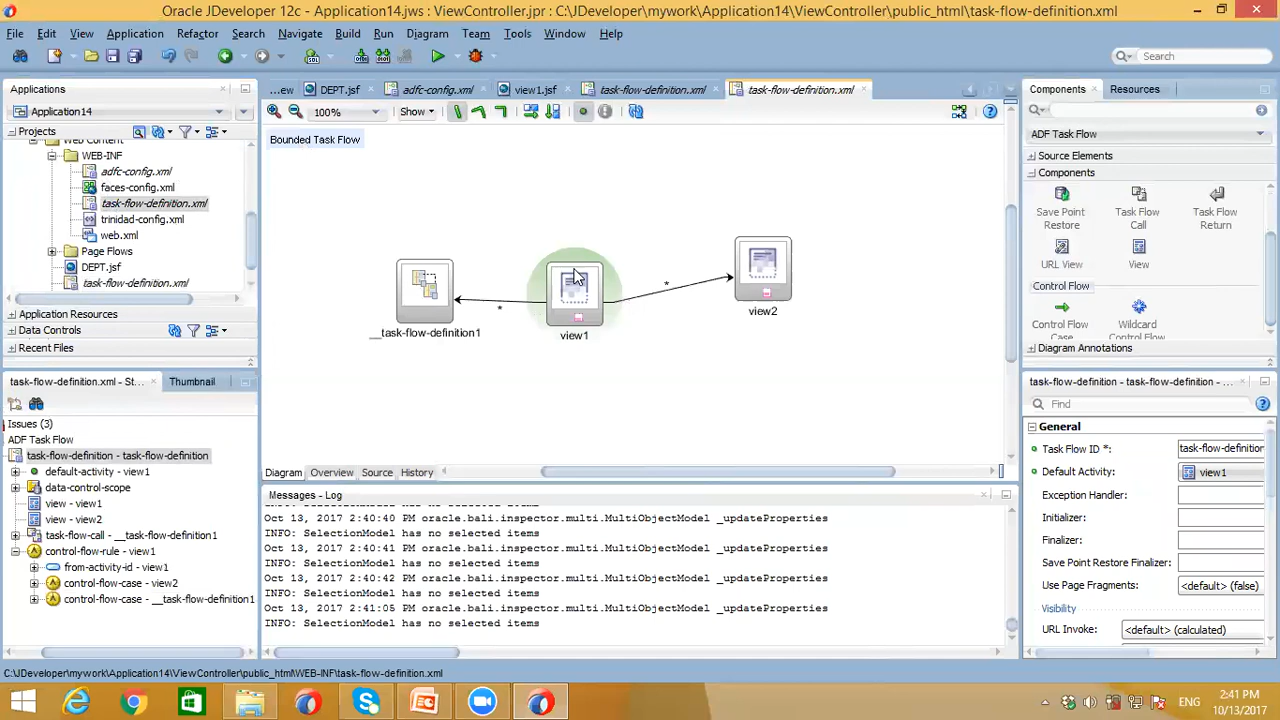 Oracle JDeveloper 12c - Application14.jws : ViewController.jpr : C:\JDeveloper\mywork\Application14\ViewController\public_html\task-flow-definition.xml
File Edit View Application Refactor Search Navigate Build Run Diagram Team Tools Window Help
Search
Applications
Application14
Projects
Web Content
WEB-INF
adfc-config.xml
faces-config.xml
task-flow-definition.xml
trinidad-config.xml
web.xml
Page Flows
DEPT.jsf
task-flow-definition.xml
Application Resources
Data Controls
Recent Files
task-flow-definition.xml - St... Thumbnail
Issues (3)
ADF Task Flow
task-flow-definition - task-flow-definition
default-activity - view1
data-control-scope
view - view1
view - view2
task-flow-call - __task-flow-definition1
control-flow-rule - view1
from-activity-id - view1
control-flow-case - view2
control-flow-case - __task-flow-definition1
...ew DEPT.jsf adfc-config.xml view1.jsf task-flow-definition.xml task-flow-definition.xml
100% Show
Bounded Task Flow
__task-flow-definition1
*
view1
*
view2
Diagram Overview Source History
Messages - Log
Oct 13, 2017 2:40:40 PM oracle.bali.inspector.multi.MultiObjectModel _updateProperties
INFO: SelectionModel has no selected items
Oct 13, 2017 2:40:41 PM oracle.bali.inspector.multi.MultiObjectModel _updateProperties
INFO: SelectionModel has no selected items
Oct 13, 2017 2:40:42 PM oracle.bali.inspector.multi.MultiObjectModel _updateProperties
INFO: SelectionModel has no selected items
Oct 13, 2017 2:41:05 PM oracle.bali.inspector.multi.MultiObjectModel _updateProperties
INFO: SelectionModel has no selected items
Components Resources
ADF Task Flow
Source Elements
Components
Save Point Restore
Task Flow Call
Task Flow Return
URL View
View
Control Flow
Control Flow Case
Wildcard Control Flow
Diagram Annotations
task-flow-definition - task-flow-definition - ...
Find
General
Task Flow ID *: task-flow-definition
Default Activity: view1
Exception Handler:
Initializer:
Finalizer:
Save Point Restore Finalizer:
Use Page Fragments: <default> (false)
Visibility
URL Invoke: <default> (calculated)
C:\JDeveloper\mywork\Application14\ViewController\public_html\WEB-INF\task-flow-definition.xml
ENG
2:41 PM
10/13/2017